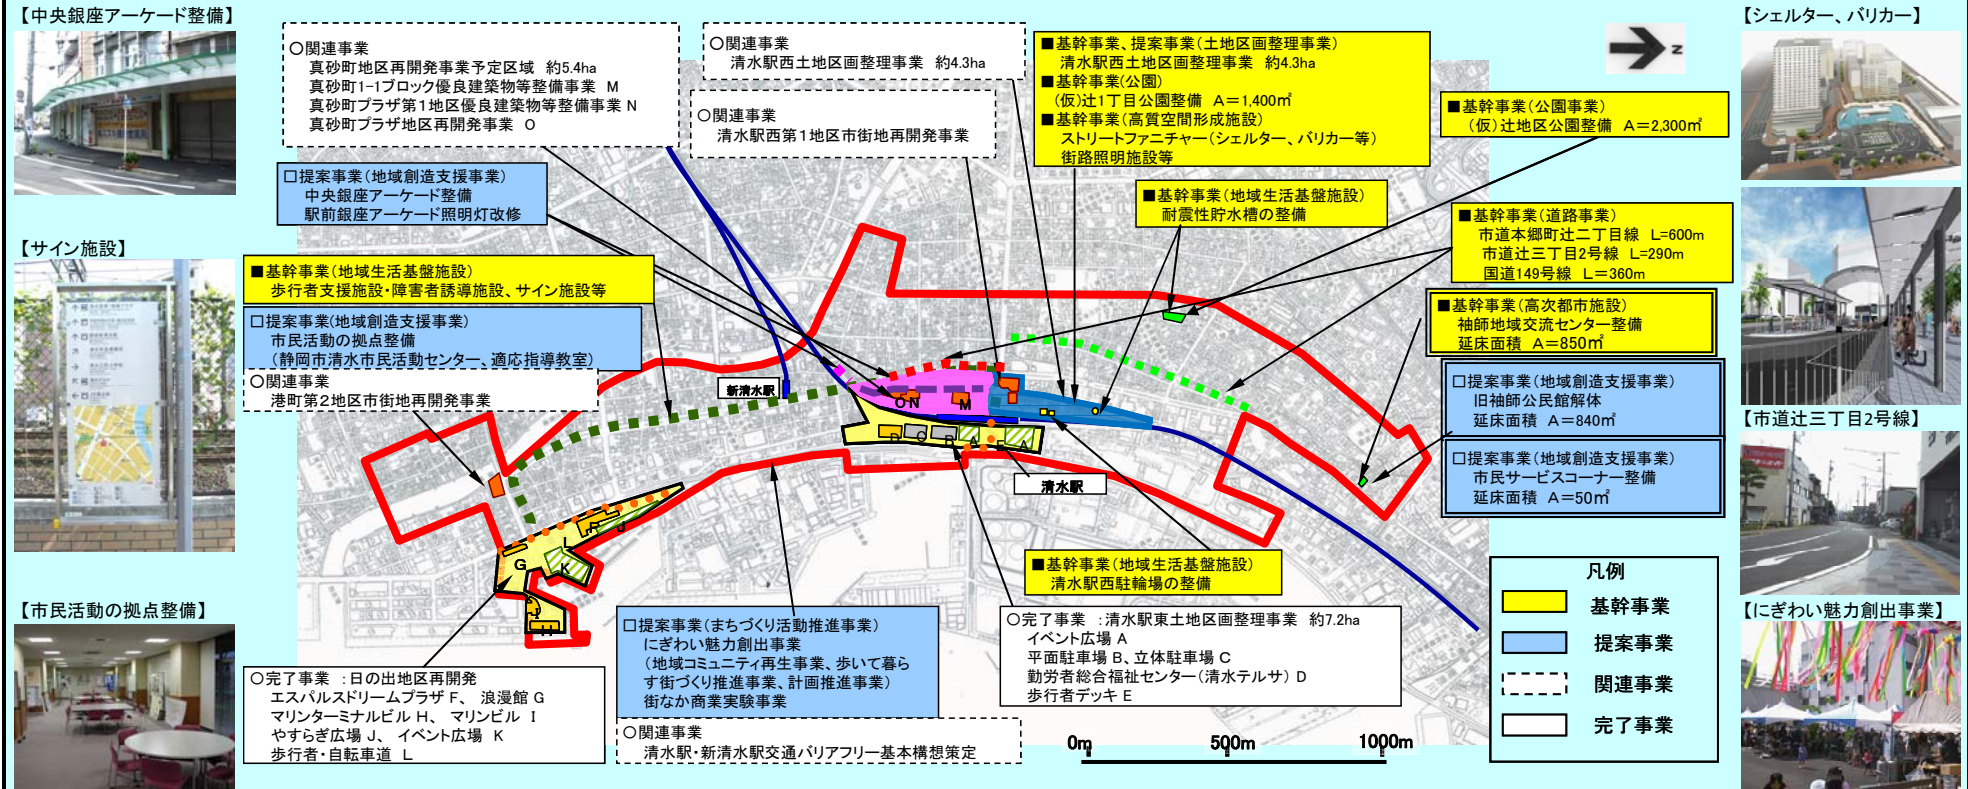 【中央銀座アーケード整備】
【サイン施設】
【市民活動の拠点整備】
○関連事業
真砂町地区再開発事業予定区域 約5.4ha
真砂町1-1ブロック優良建築物等整備事業 M
真砂町プラザ第1地区優良建築物等整備事業 N
真砂町プラザ地区再開発事業 O
□提案事業(地域創造支援事業)
中央銀座アーケード整備
駅前銀座アーケード照明灯改修
■基幹事業(地域生活基盤施設)
歩行者支援施設・障害者誘導施設、サイン施設等
□提案事業(地域創造支援事業)
市民活動の拠点整備
(静岡市清水市民活動センター、適応指導教室)
○関連事業
港町第2地区市街地再開発事業
○関連事業
清水駅西土地区画整理事業 約4.3ha
○関連事業
清水駅西第1地区市街地再開発事業
■基幹事業、提案事業(土地区画整理事業)
清水駅西土地区画整理事業 約4.3ha
■基幹事業(公園)
(仮)辻1丁目公園整備 A=1,400㎡
■基幹事業(高質空間形成施設)
ストリートファニチャー(シェルター、バリカー等)
街路照明施設等
■基幹事業(地域生活基盤施設)
耐震性貯水槽の整備
N
■基幹事業(公園事業)
(仮)辻地区公園整備 A=2,300㎡
■基幹事業(道路事業)
市道本郷町辻二丁目線 L=600m
市道辻三丁目2号線 L=290m
国道149号線 L=360m
■基幹事業(高次都市施設)
袖師地域交流センター整備
延床面積 A=850㎡
□提案事業(地域創造支援事業)
旧袖師公民館解体
延床面積 A=840㎡
□提案事業(地域創造支援事業)
市民サービスコーナー整備
延床面積 A=50㎡
新清水駅
O N
M
D C B A E A
清水駅
F J
L
G
K
I
H
■基幹事業(地域生活基盤施設)
清水駅西駐輪場の整備
○完了事業 :日の出地区再開発
エスパルスドリームプラザ F、 浪漫館 G
マリンターミナルビル H、 マリンビル I
やすらぎ広場 J、 イベント広場 K
歩行者・自転車道 L
□提案事業(まちづくり活動推進事業)
にぎわい魅力創出事業
(地域コミュニティ再生事業、歩いて暮ら
す街づくり推進事業、計画推進事業)
街なか商業実験事業
○関連事業
清水駅・新清水駅交通バリアフリー基本構想策定
○完了事業 :清水駅東土地区画整理事業 約7.2ha
イベント広場 A
平面駐車場 B、立体駐車場 C
勤労者総合福祉センター(清水テルサ) D
歩行者デッキ E
0m 500m 1000m
凡例
基幹事業
提案事業
関連事業
完了事業
【シェルター、バリカー】
【市道辻三丁目2号線】
【にぎわい魅力創出事業】